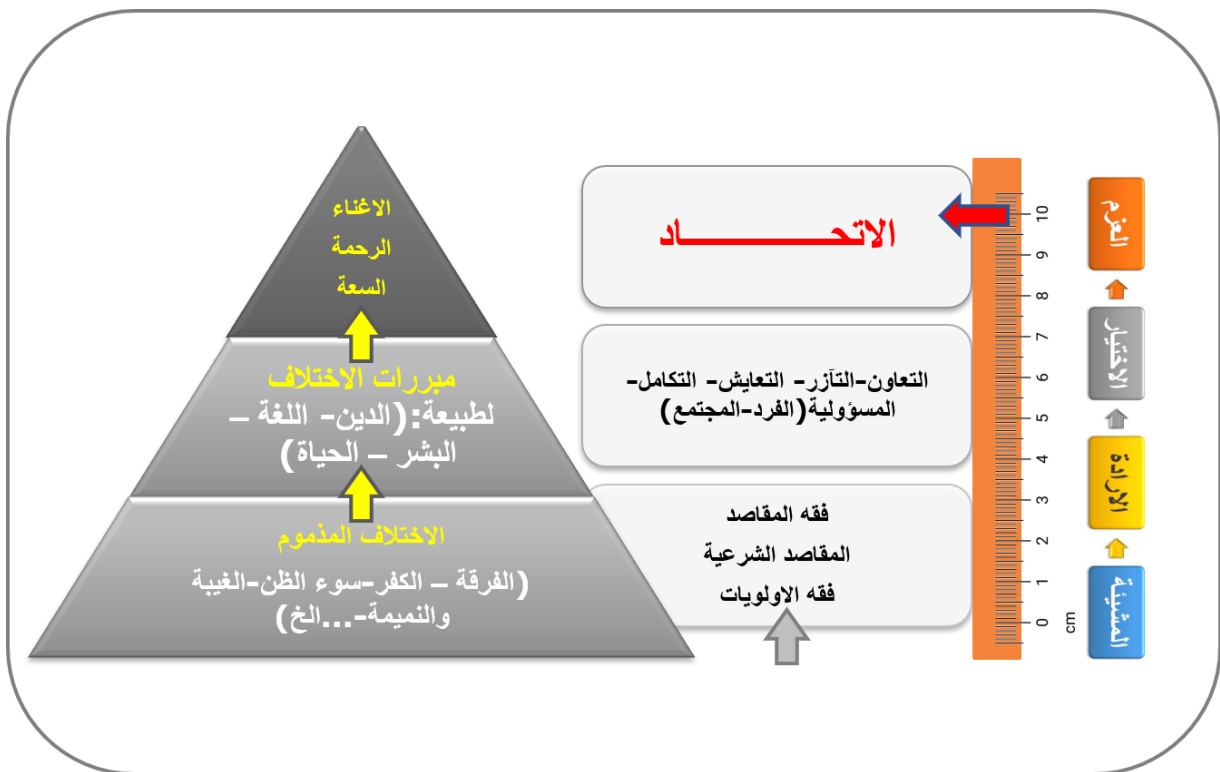 الاغناء
الرحمة
السعة
مبررات الاختلاف
لطبيعة:(الدين- اللغة –
البشر – الحياة)
الاختلاف المذموم
(الفرقة – الكفر-سوء الظن-الغيبة
والنميمة-...الخ)
الاتحـــــــــــاد
التعاون-التآزر- التعايش- التكامل-
المسؤولية(الفرد-المجتمع)
فقه المقاصد
المقاصد الشرعية
فقه الاولويات
10
9
8
7
6
5
4
3
2
1
0
cm
العزم
الاختيار
الارادة
المشيئة